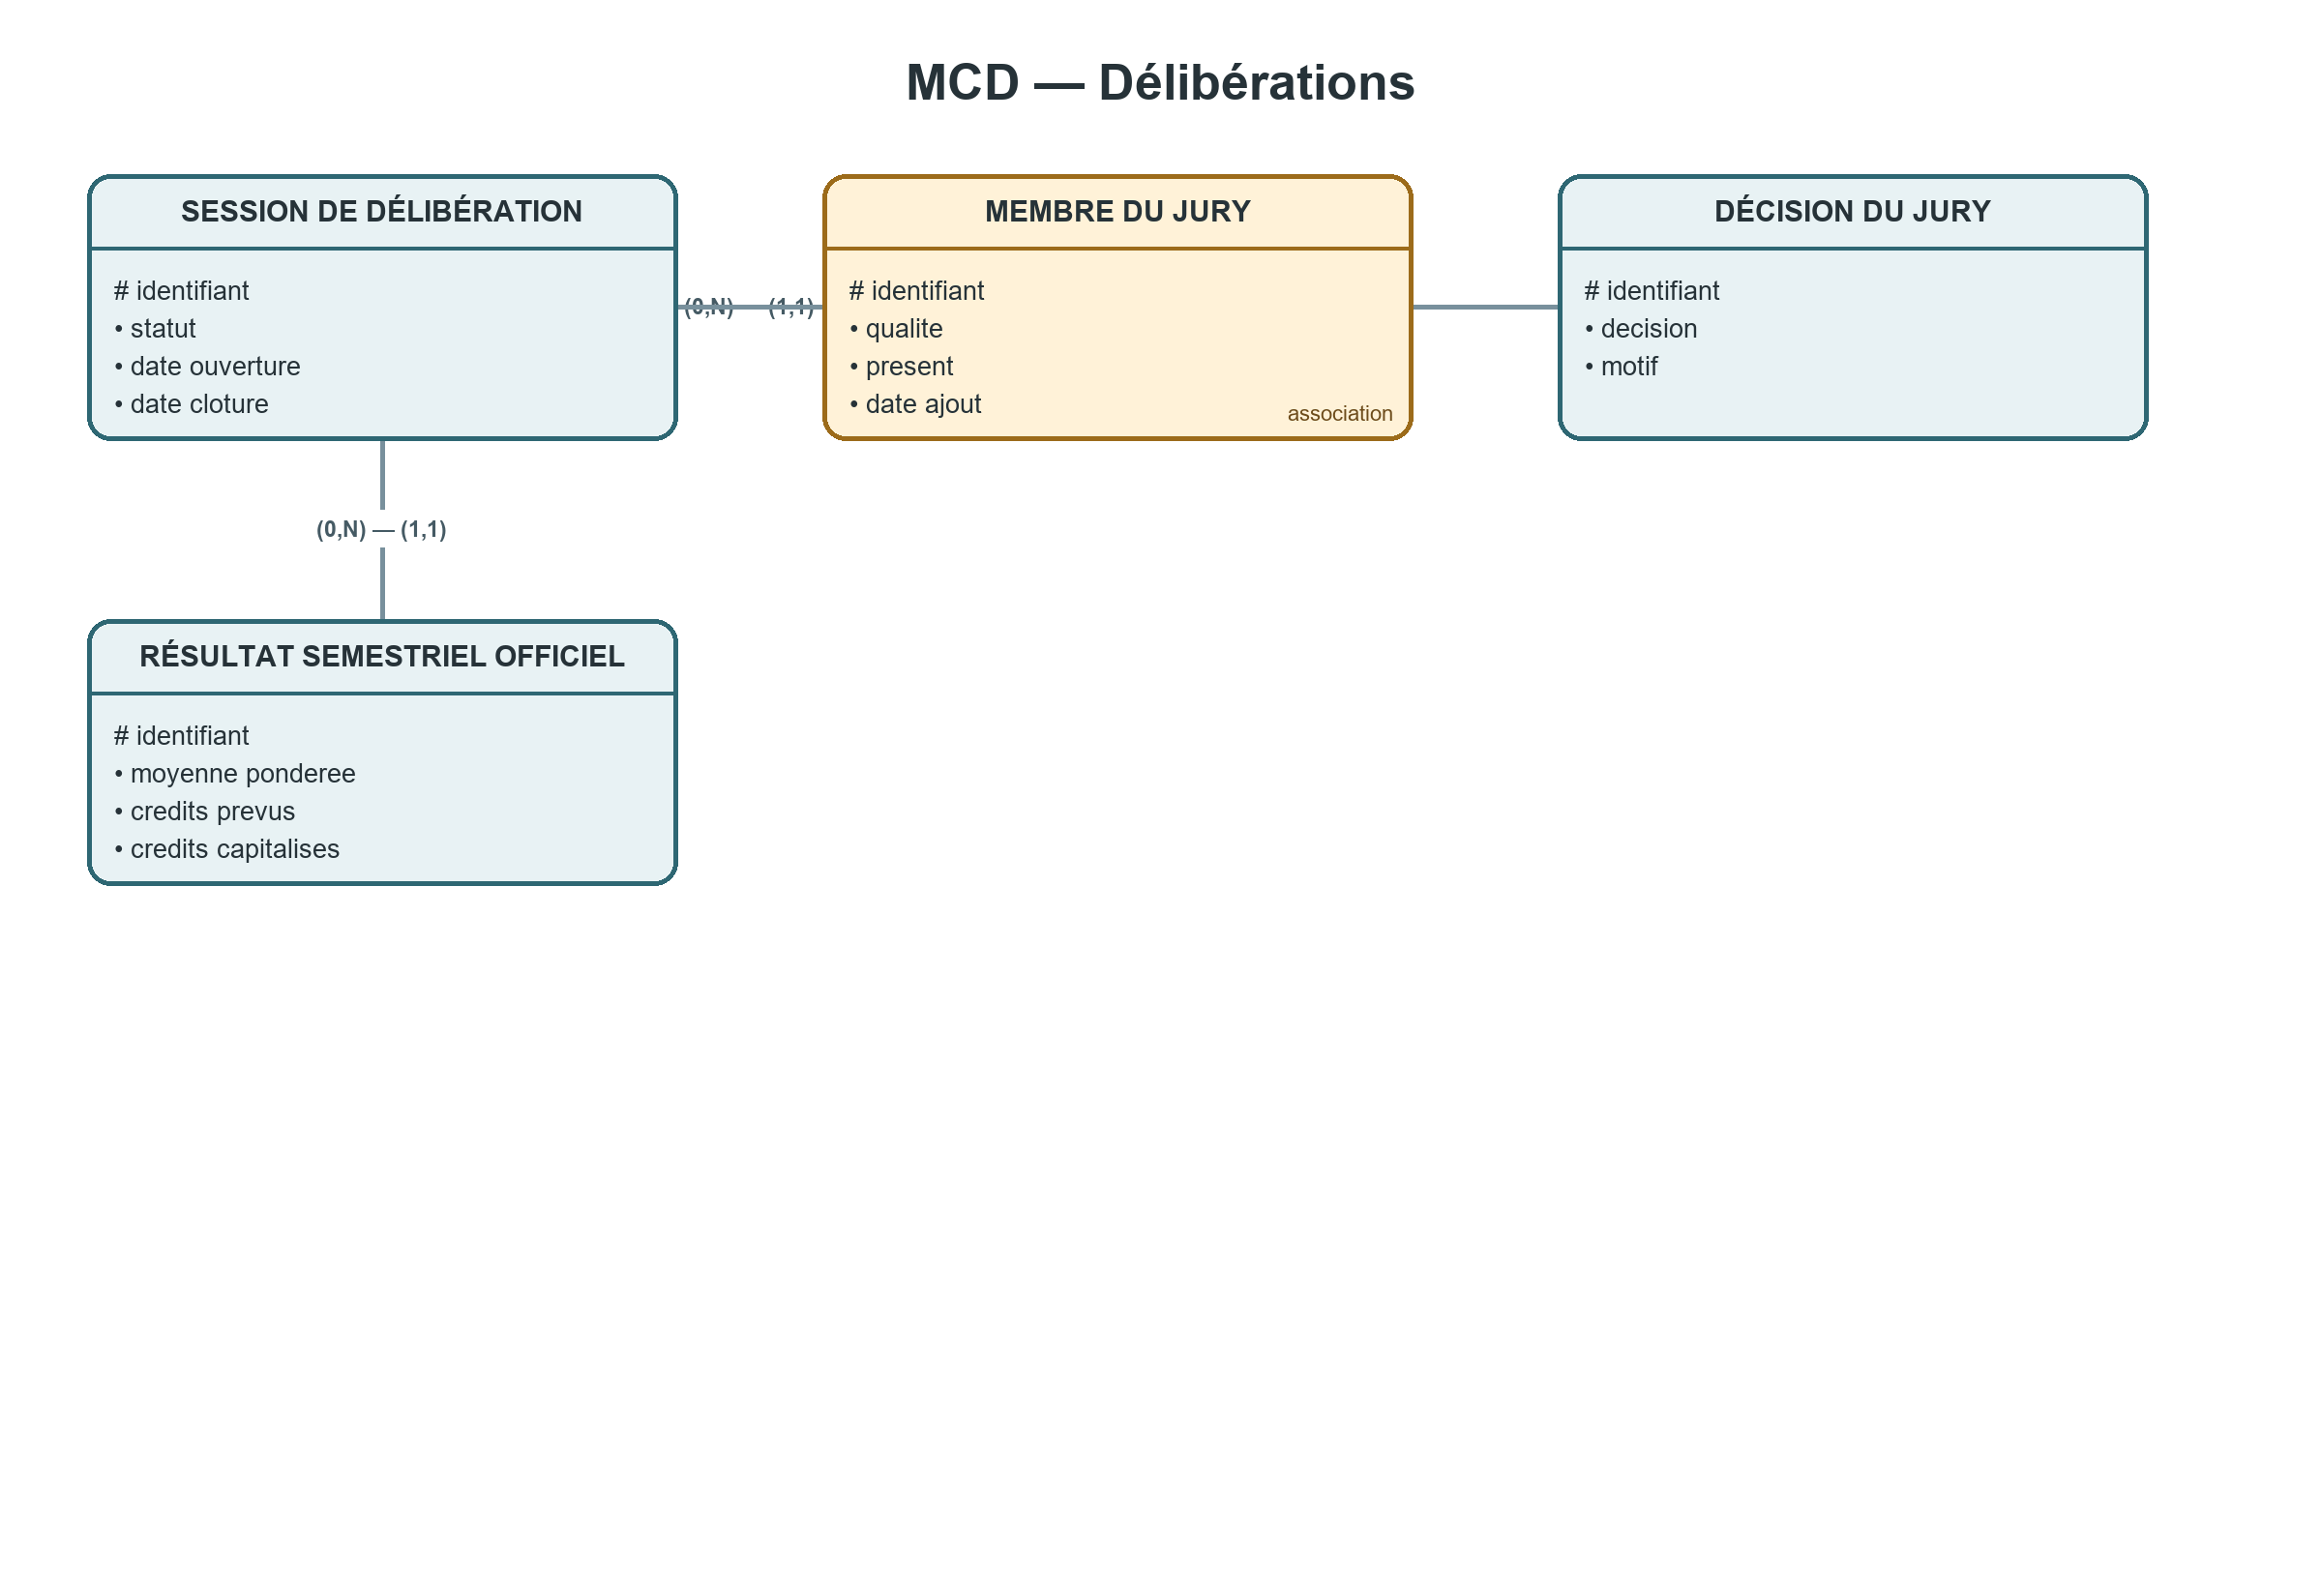 MCD — Délibérations
SESSION DE DÉLIBÉRATION
# identifiant
• statut
• date ouverture
• date cloture
(0,N) — (1,1)
MEMBRE DU JURY
# identifiant
• qualite
• present
• date ajout
association
DÉCISION DU JURY
# identifiant
• decision
• motif
(0,N) — (1,1)
RÉSULTAT SEMESTRIEL OFFICIEL
# identifiant
• moyenne ponderee
• credits prevus
• credits capitalises